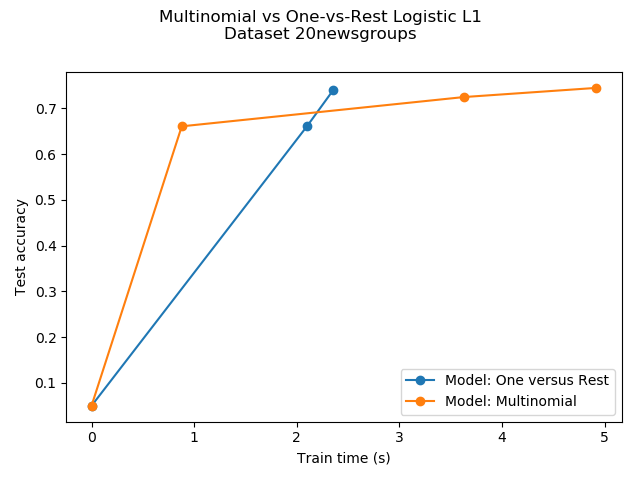 Multinomial vs One-vs-Rest Logistic L1
Dataset 20newsgroups
0.7
0.6
0.5
0.4
0.3
0.2
0.1
Test accuracy
Model: One versus Rest
Model: Multinomial
0 1 2 3 4 5
Train time (s)